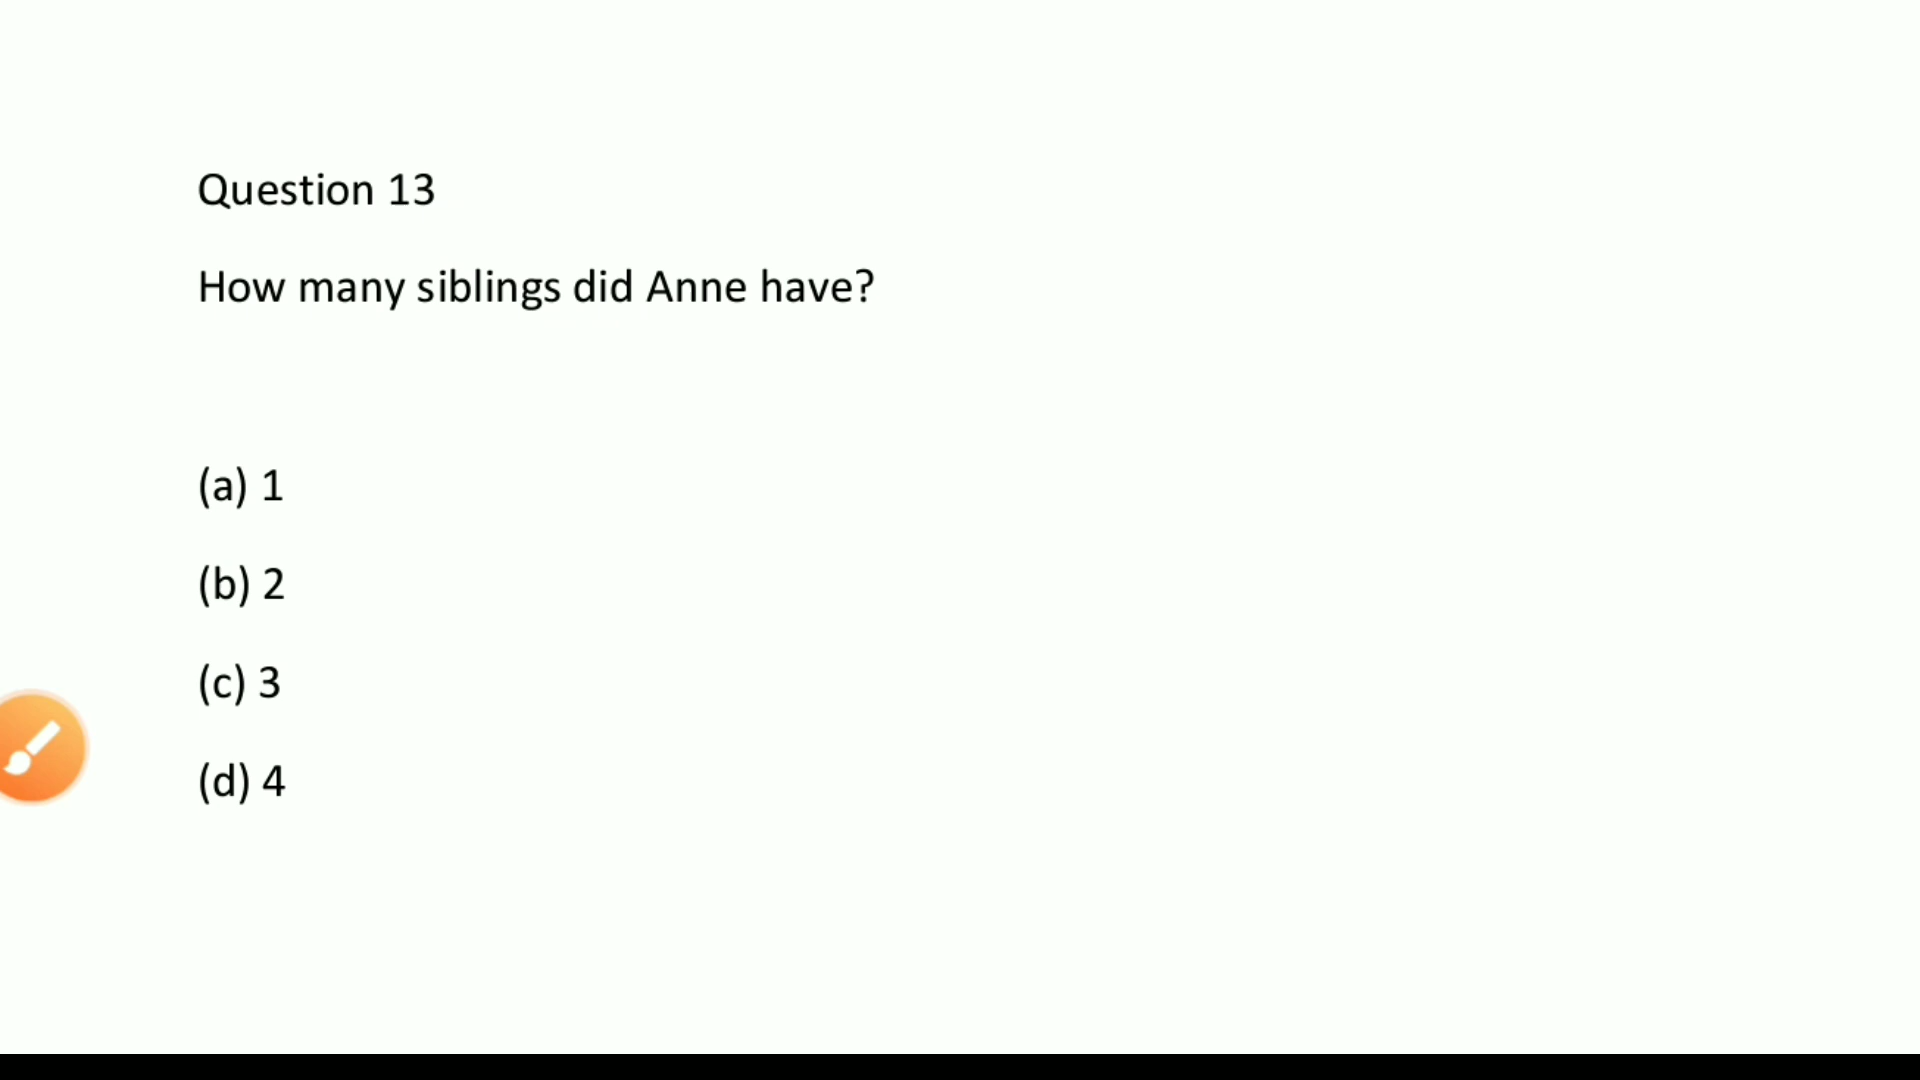 Question 13
How many siblings did Anne have?
(a) 1
(b) 2
(c) 3
(d) 4